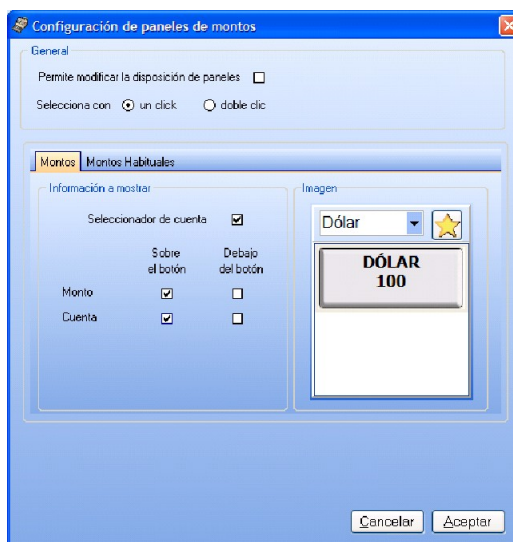 Configuración de paneles de montos
General
Permite modificar la disposición de paneles
Selecciona con un click doble clic
Montos Montos Habituales
Información a mostrar
Imagen
Seleccionador de cuenta
Dólar
Sobre el botón
Debajo del botón
DÓLAR
100
Monto
Cuenta
Cancelar Aceptar